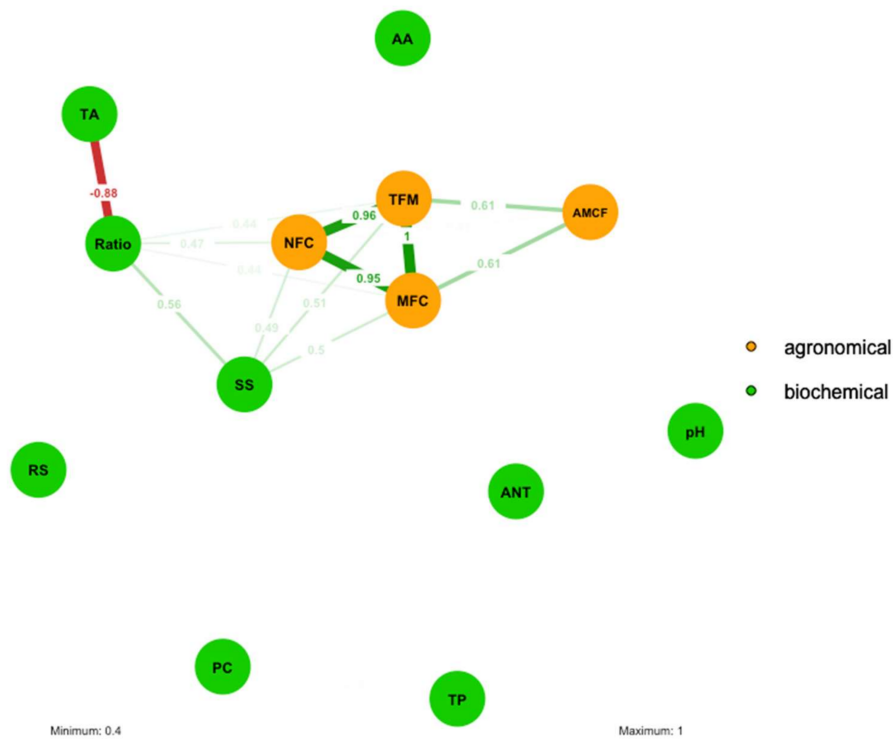 AA
TA
-0.88
TFM
0.61
AMCF
0.44
0.96
Ratio
0.47
NFC
1
0.44
0.95
0.61
MFC
0.56
0.51
0.49
0.5
SS
agronomical
biochemical
pH
RS
ANT
PC
TP
Minimum: 0.4
Maximum: 1